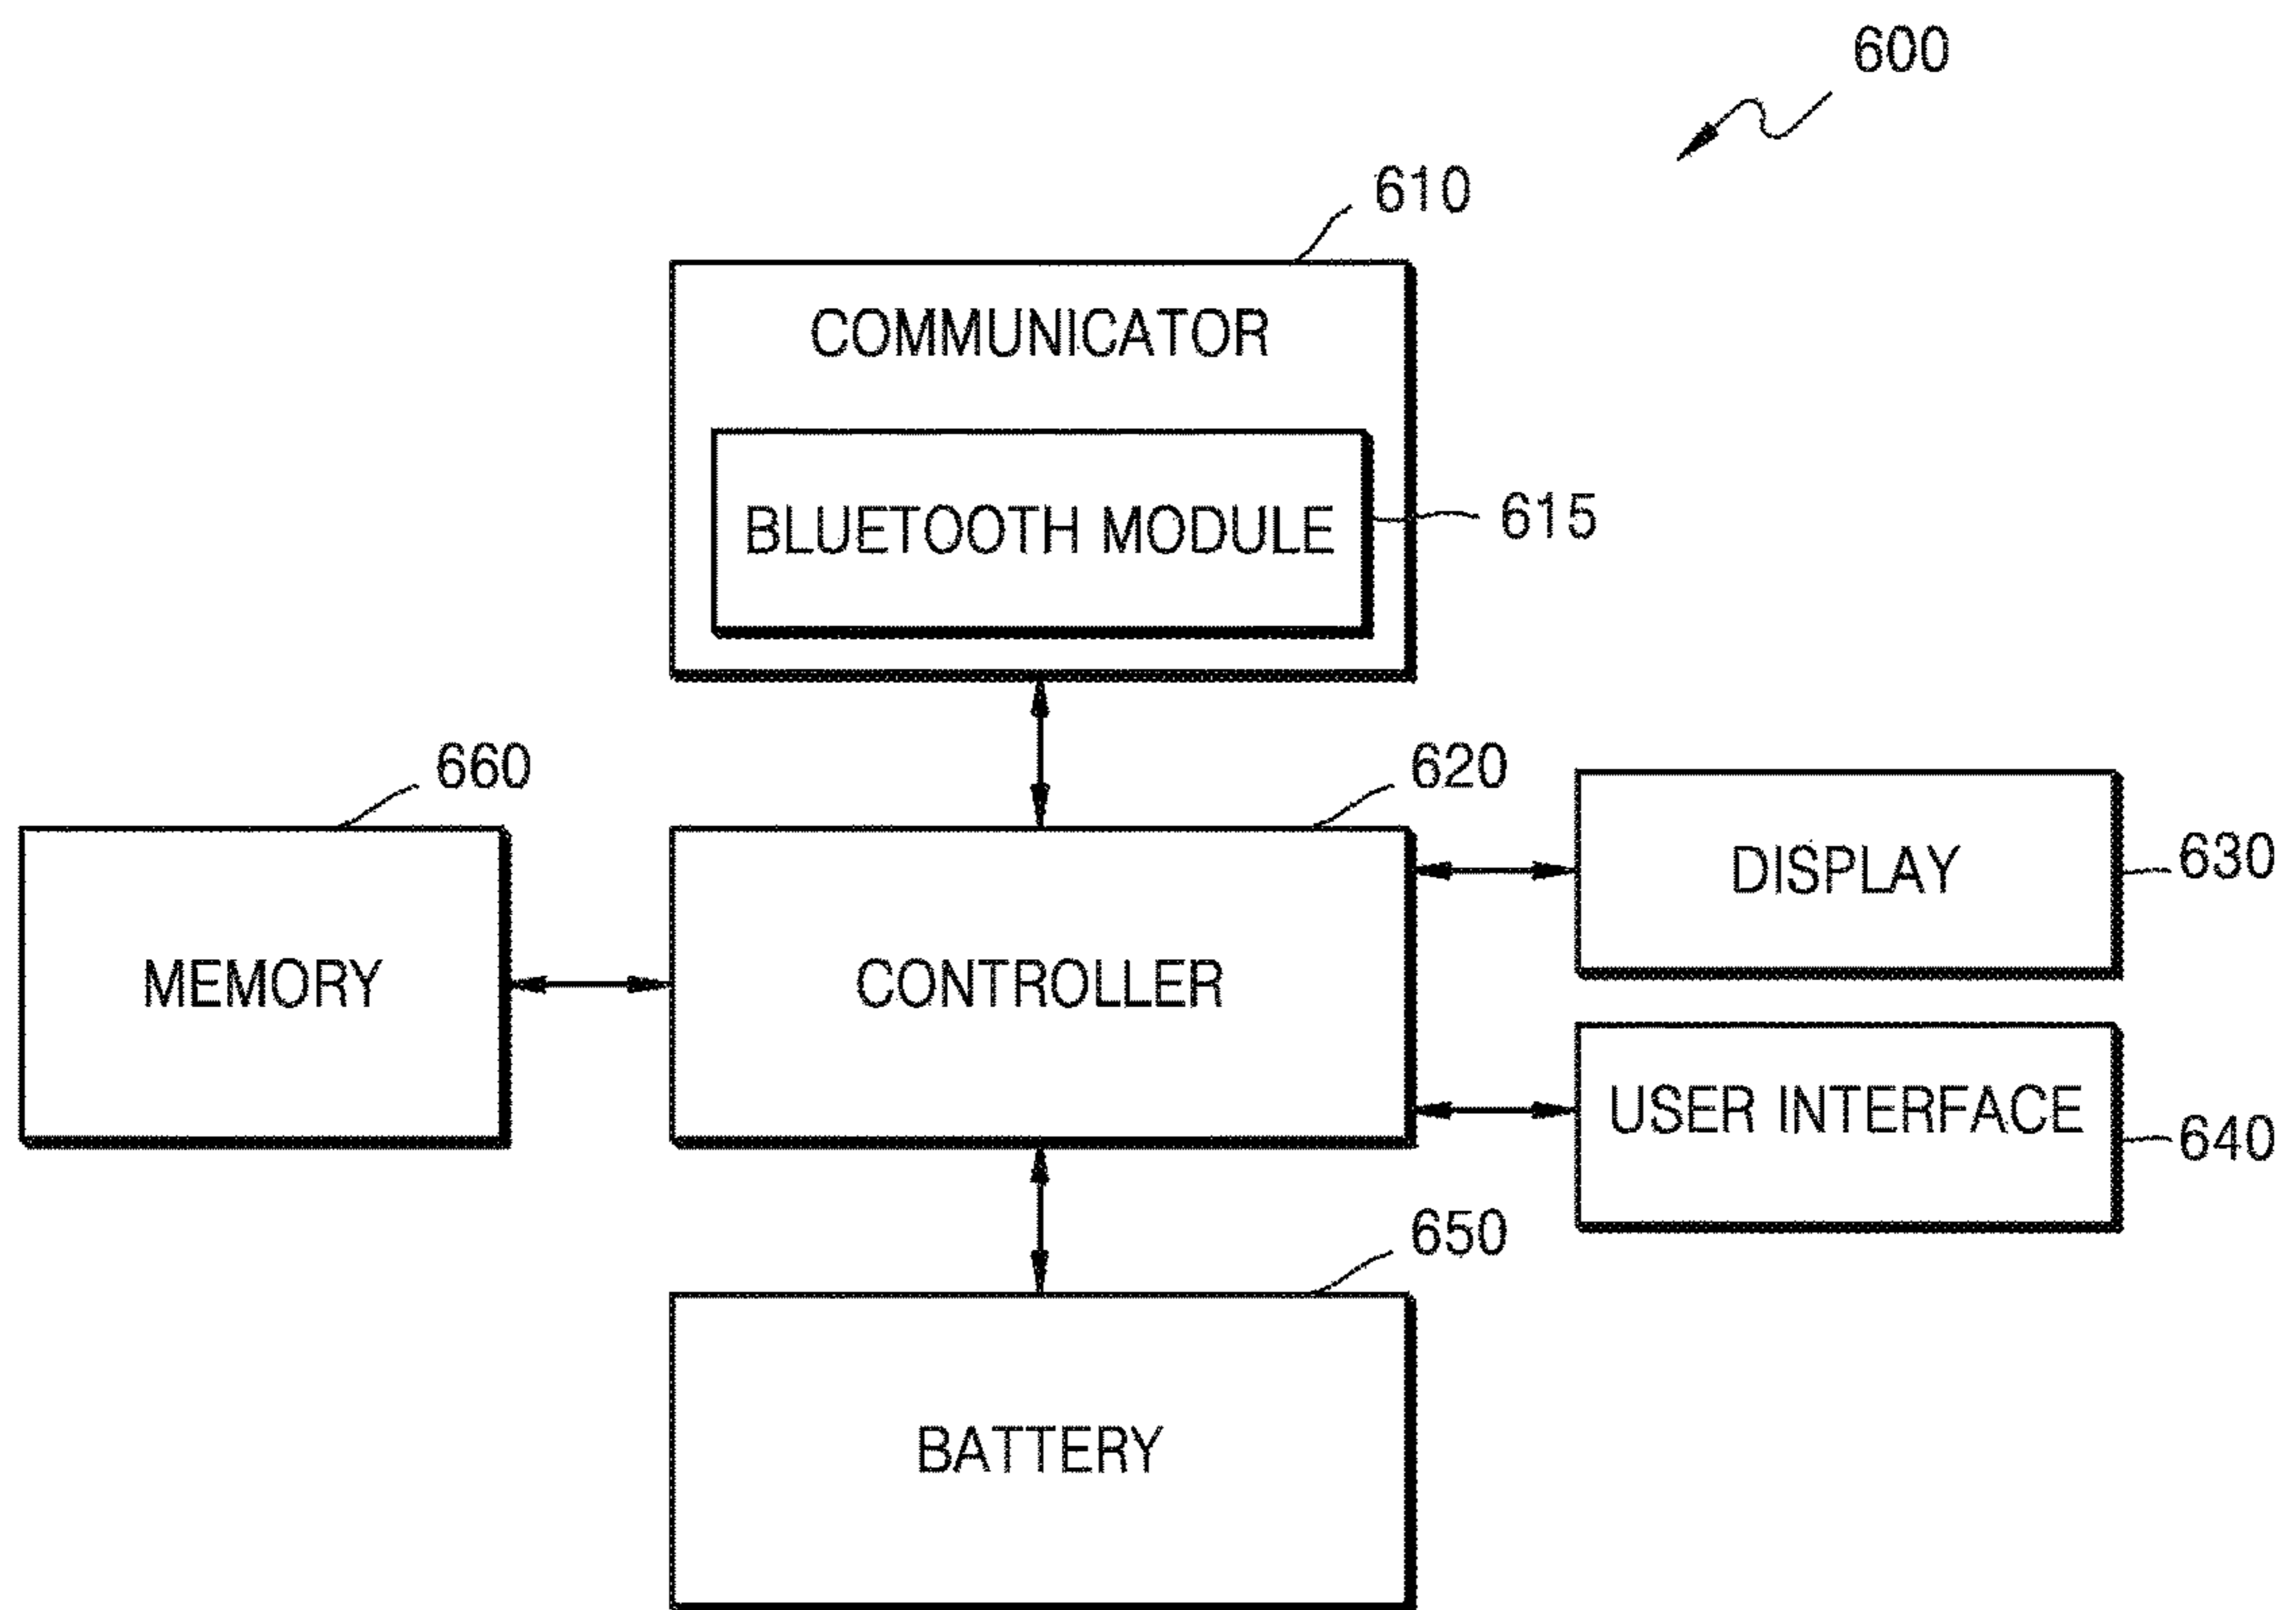 600
610
COMMUNICATOR
BLUETOOTH MODULE
615
660
620
MEMORY
CONTROLLER
DISPLAY
630
USER INTERFACE
640
650
BATTERY